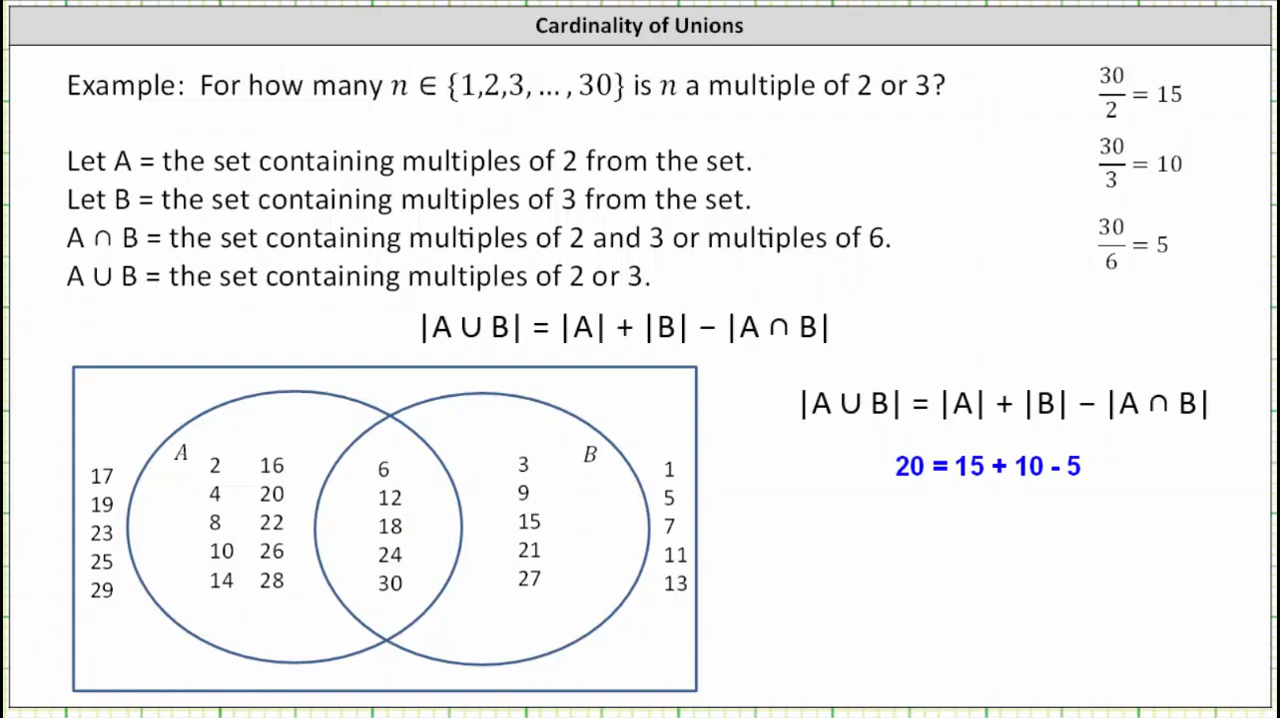 Cardinality of Unions
Example: For how many n ∈ {1,2,3, … , 30} is n a multiple of 2 or 3?
30/2 = 15
30/3 = 10
30/6 = 5
Let A = the set containing multiples of 2 from the set.
Let B = the set containing multiples of 3 from the set.
A ∩ B = the set containing multiples of 2 and 3 or multiples of 6.
A ∪ B = the set containing multiples of 2 or 3.
|A ∪ B| = |A| + |B| − |A ∩ B|
A B
17 2 16 6 3 1
19 4 20 12 9 5
23 8 22 18 15 7
25 10 26 24 21 11
29 14 28 30 27 13
|A ∪ B| = |A| + |B| − |A ∩ B|
20 = 15 + 10 - 5